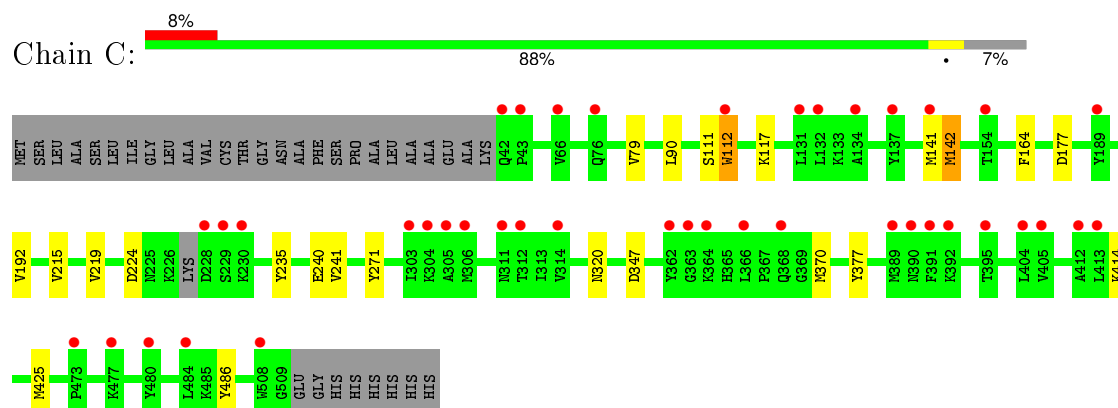 8%
Chain C:
88% • 7%
MET SER LEU ALA SER LEU ILE GLY LEU ALA VAL CYS THR GLY ASN ALA PHE SER PRO ALA LEU ALA ALA GLU ALA LYS Q42 P43 V66 Q76 V79 L90 S111 W112 K117 L131 L132 K133 A134 Y137 M141 M142 T154 F164 D177 Y189
V192 V215 V219 D224 N225 K226 LYS D228 S229 K230 Y235 E240 V241 Y271 I303 K304 A305 M306 N311 T312 I313 V314 N320 D347 Y362 G363 K364 H365 L366 P367 Q368 G369 M370 Y377 M389 N390 F391 K392 T395 L404 V405 A412 L413 K414
M425 P473 K477 Y480 L484 K485 Y486 W508 G509 GLU GLY HIS HIS HIS HIS HIS HIS